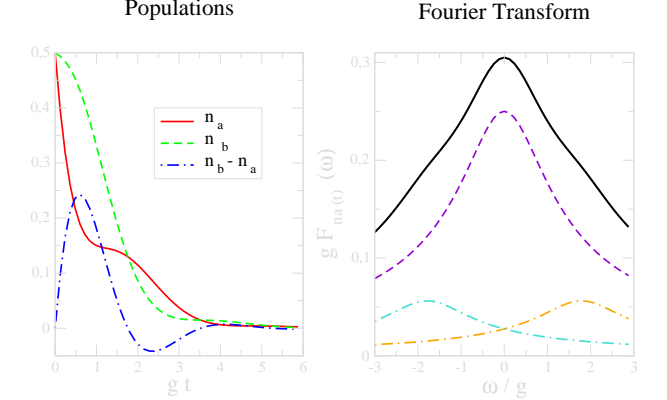 Populations
Fourier Transform
0.5
0.4
0.3
0.2
0.1
0
0 1 2 3 4 5 6
g t
n a
n b
n b - n a
0.3
0.2
0.1
0
-3 -2 -1 0 1 2 3
ω / g
g F na (t) (ω)